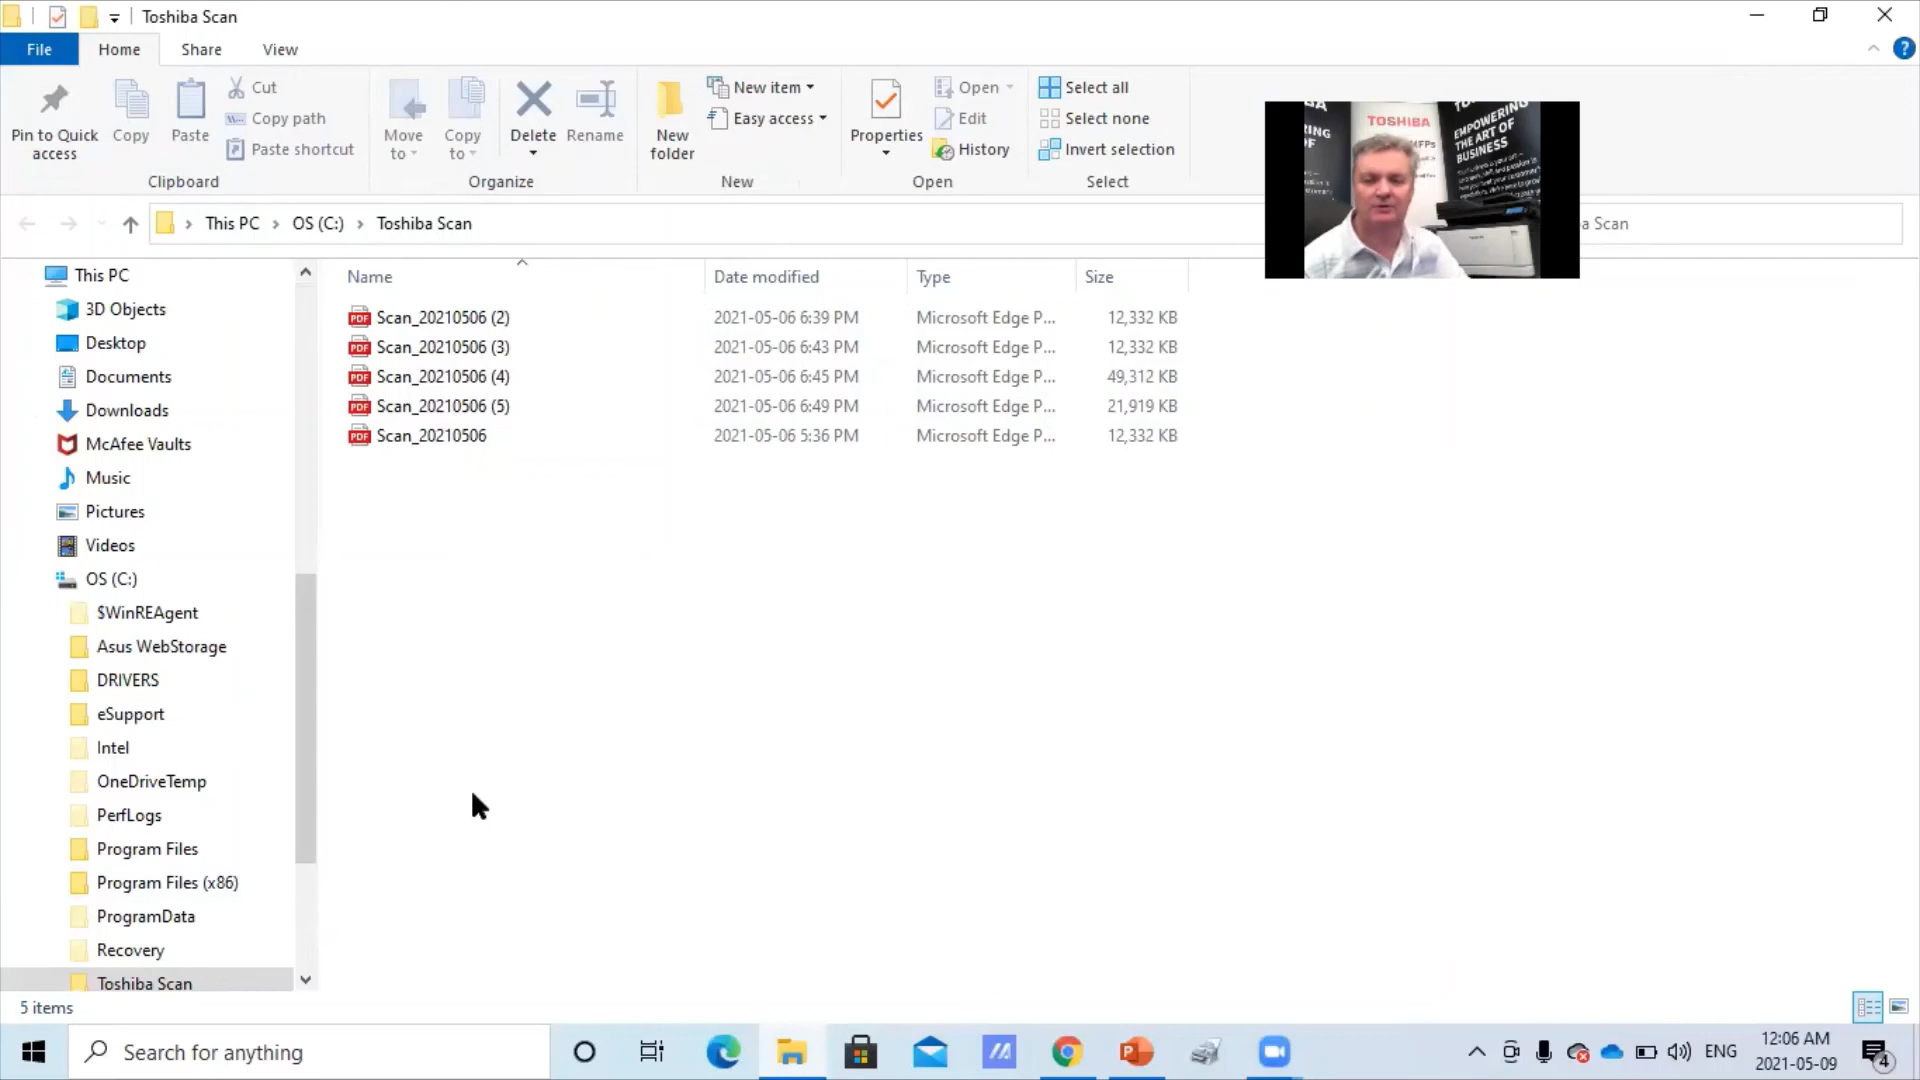 Toshiba Scan
File Home Share View
Pin to Quick access
Copy
Paste
Cut
Copy path
Paste shortcut
Clipboard
Move to
Copy to
Delete
Rename
Organize
New folder
New item
Easy access
New
Properties
Open
Edit
History
Open
Select all
Select none
Invert selection
Select
TOSHIBA
MFPs
EMPOWERING
THE ART OF
BUSINESS
This PC > OS (C:) > Toshiba Scan
a Scan
This PC
3D Objects
Desktop
Documents
Downloads
McAfee Vaults
Music
Pictures
Videos
OS (C:)
$WinREAgent
Asus WebStorage
DRIVERS
eSupport
Intel
OneDriveTemp
PerfLogs
Program Files
Program Files (x86)
ProgramData
Recovery
Toshiba Scan
Name Date modified Type Size
PDF Scan_20210506 (2) 2021-05-06 6:39 PM Microsoft Edge P... 12,332 KB
PDF Scan_20210506 (3) 2021-05-06 6:43 PM Microsoft Edge P... 12,332 KB
PDF Scan_20210506 (4) 2021-05-06 6:45 PM Microsoft Edge P... 49,312 KB
PDF Scan_20210506 (5) 2021-05-06 6:49 PM Microsoft Edge P... 21,919 KB
PDF Scan_20210506 2021-05-06 5:36 PM Microsoft Edge P... 12,332 KB
5 items
Search for anything
ENG
12:06 AM
2021-05-09
4